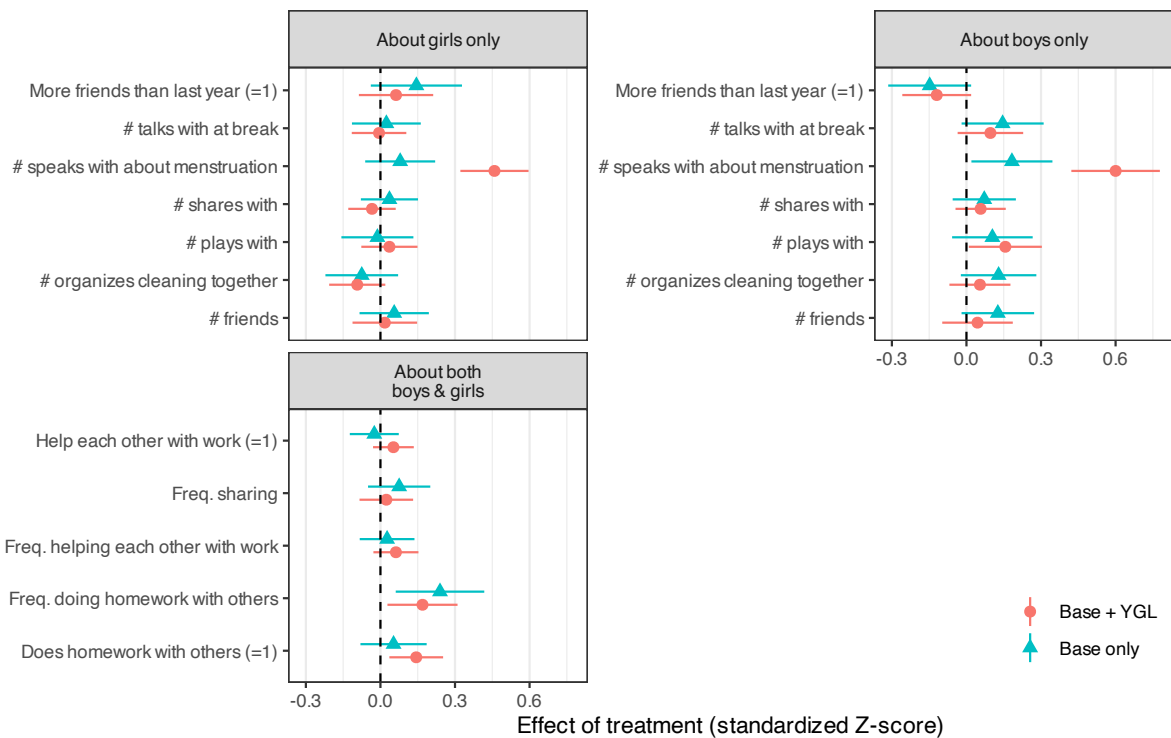 About girls only
More friends than last year (=1)
# talks with at break
# speaks with about menstruation
# shares with
# plays with
# organizes cleaning together
# friends
About boys only
More friends than last year (=1)
# talks with at break
# speaks with about menstruation
# shares with
# plays with
# organizes cleaning together
# friends
-0.3 0.0 0.3 0.6
About both
boys & girls
Help each other with work (=1)
Freq. sharing
Freq. helping each other with work
Freq. doing homework with others
Does homework with others (=1)
-0.3 0.0 0.3 0.6
Base + YGL
Base only
Effect of treatment (standardized Z-score)